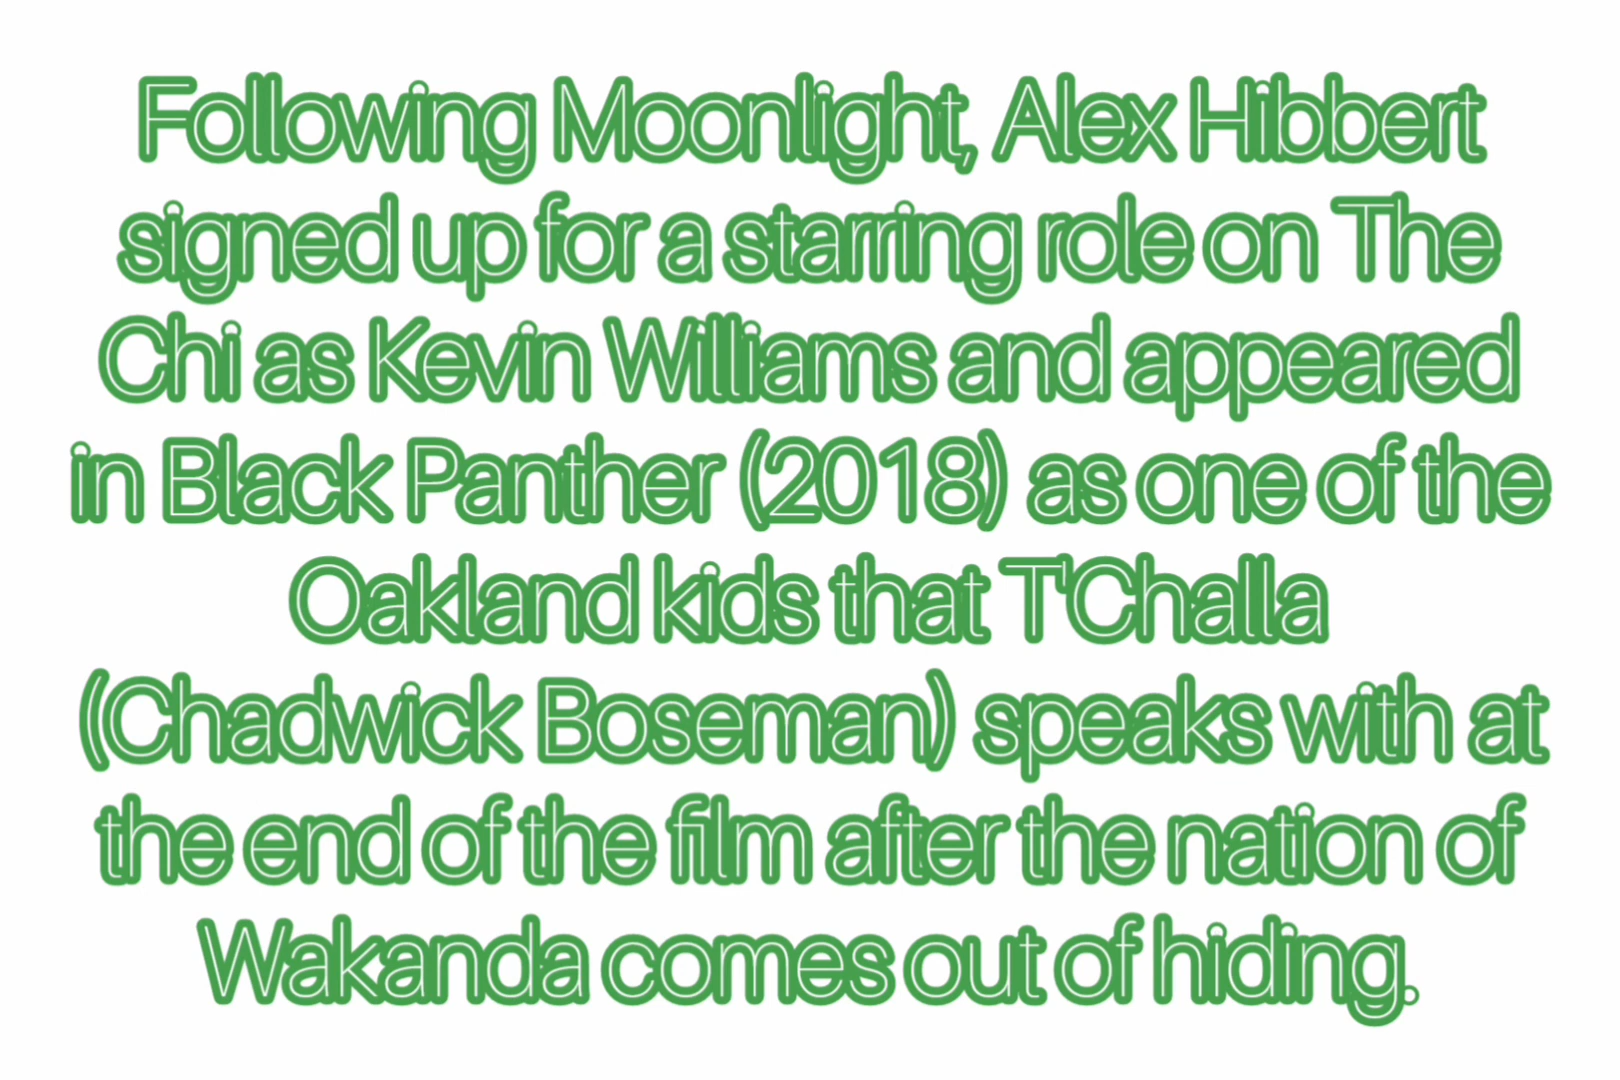 Following Moonlight, Alex Hibbert
signed up for a starring role on The
Chi as Kevin Williams and appeared
in Black Panther (2018) as one of the
Oakland kids that T'Challa
(Chadwick Boseman) speaks with at
the end of the film after the nation of
Wakanda comes out of hiding.